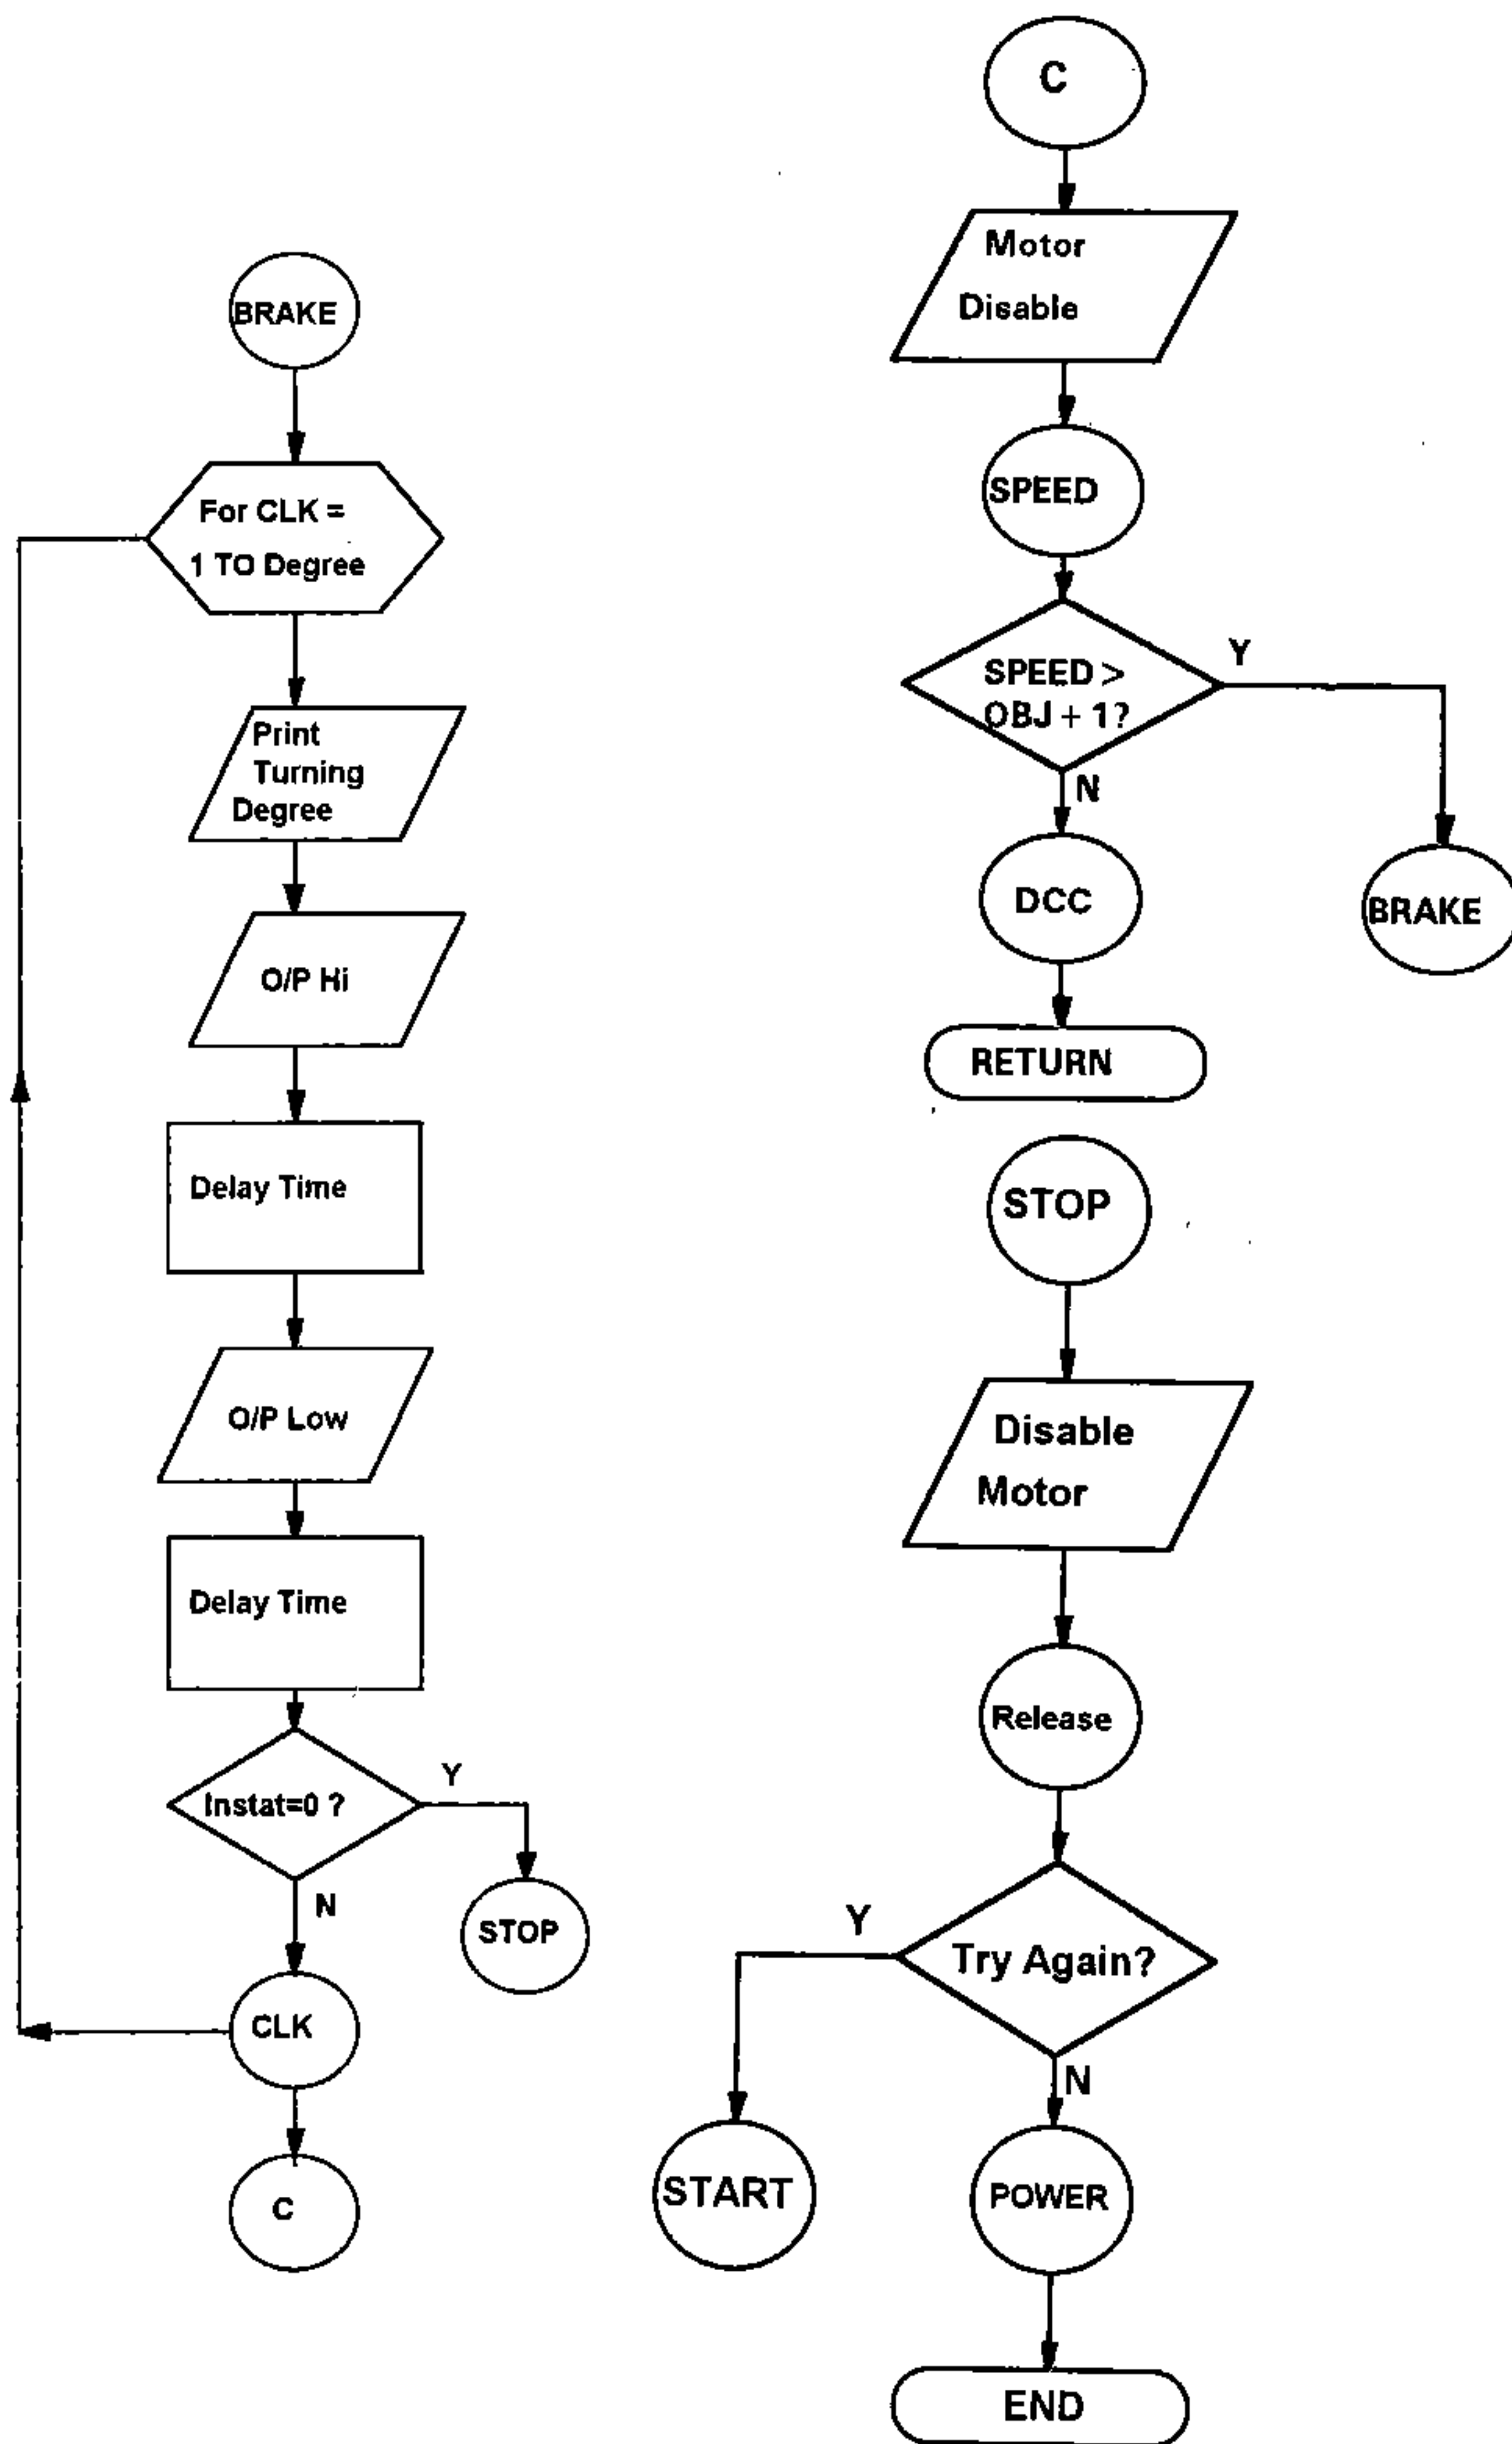 BRAKE
For CLK =
1 TO Degree
Print
Turning
Degree
O/P Hi
Delay Time
O/P Low
Delay Time
Instat=0 ?
Y
STOP
N
CLK
C
C
Motor
Disable
SPEED
SPEED >
OBJ + 1?
Y
BRAKE
N
DCC
RETURN
STOP
Disable
Motor
Release
Try Again?
Y
START
N
POWER
END